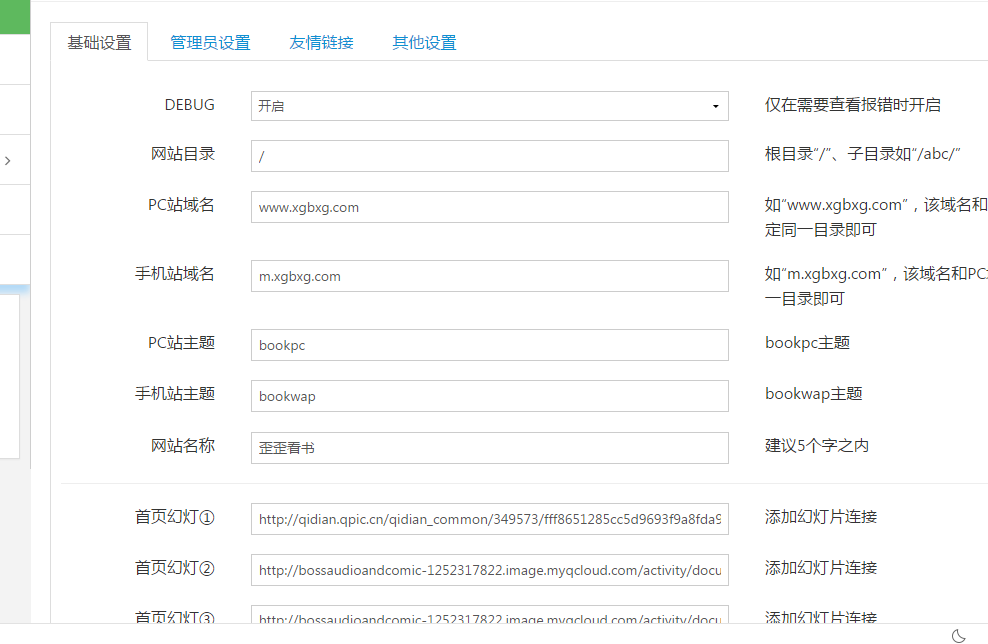 基础设置 管理员设置 友情链接 其他设置
DEBUG 开启 仅在需要查看报错时开启
网站目录 / 根目录“/”、子目录如“/abc/”
PC站域名 www.xgbxg.com 如“www.xgbxg.com”，该域名和
定同一目录即可
手机站域名 m.xgbxg.com 如“m.xgbxg.com”，该域名和PC
一目录即可
PC站主题 bookpc bookpc主题
手机站主题 bookwap bookwap主题
网站名称 歪歪看书 建议5个字之内
首页幻灯① http://qidian.qpic.cn/qidian_common/349573/fff8651285cc5d9693f9a8fda9 添加幻灯片连接
首页幻灯② http://bossaudioandcomic-1252317822.image.myqcloud.com/activity/docu 添加幻灯片连接
首页幻灯③ http://bossaudioandcomic-1252317822.image.myqcloud.com/activity/docu 添加幻灯片连接